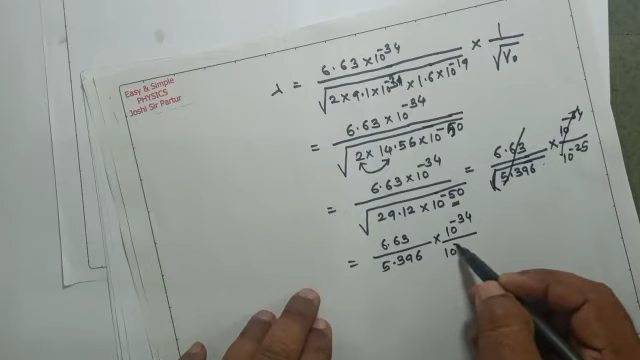 Easy & Simple
PHYSICS
Joshi Sir Partur
λ = 6.63×10^-34 / √(2×9.1×10^-31×1.6×10^-19) × 1/√V₀
= 6.63×10^-34 / √(2×14.56×10^-50)
= 6.63×10^-34 / √(29.12×10^-50) = 6.63/√5.396 × 10^-34/10^-25
= 6.63/5.396 × 10^-34/10